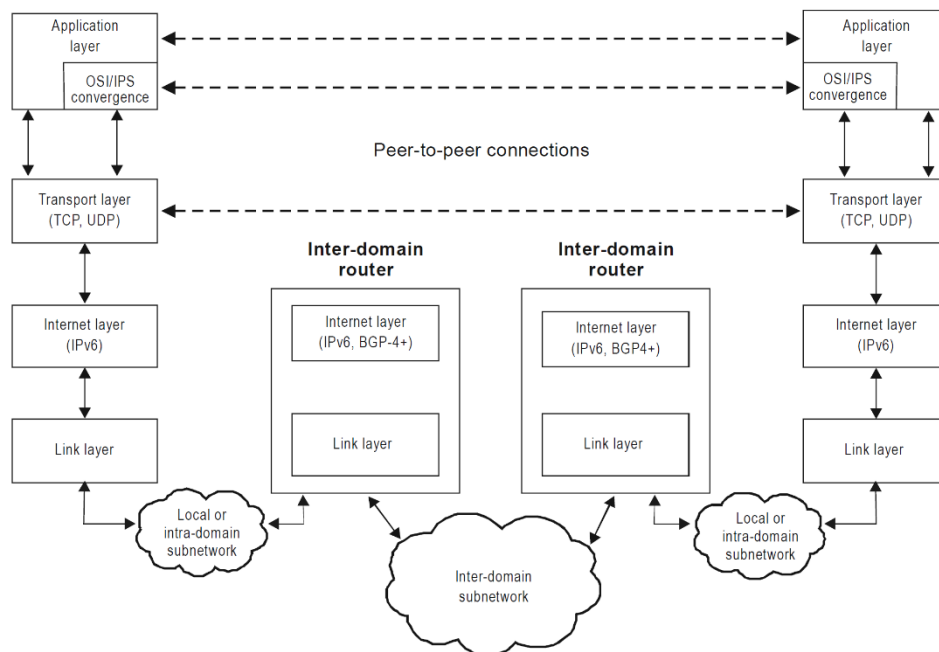 Application
layer
OSI/IPS
convergence
Application
layer
OSI/IPS
convergence
Peer-to-peer connections
Transport layer
(TCP, UDP)
Transport layer
(TCP, UDP)
Inter-domain
router
Inter-domain
router
Internet layer
(IPv6)
Internet layer
(IPv6, BGP-4+)
Internet layer
(IPv6, BGP4+)
Internet layer
(IPv6)
Link layer
Link layer
Link layer
Link layer
Local or
intra-domain
subnetwork
Inter-domain
subnetwork
Local or
intra-domain
subnetwork